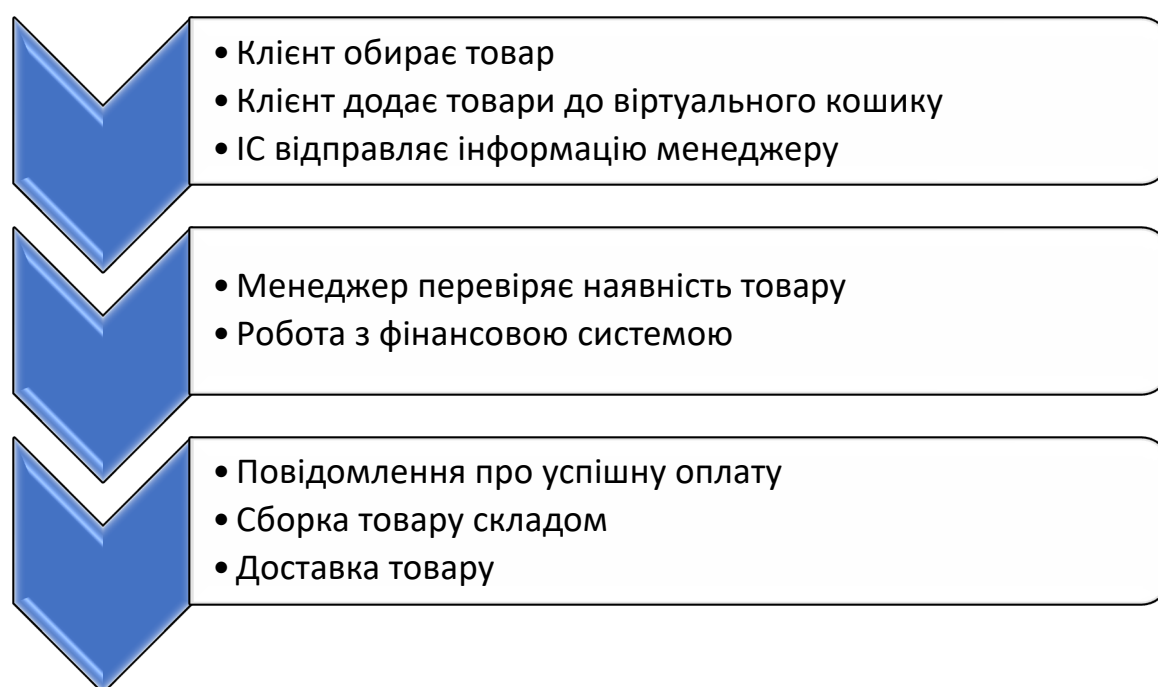 • Клієнт обирає товар
• Клієнт додає товари до віртуального кошику
• ІС відправляє інформацію менеджеру
• Менеджер перевіряє наявність товару
• Робота з фінансовою системою
• Повідомлення про успішну оплату
• Сборка товару складом
• Доставка товару